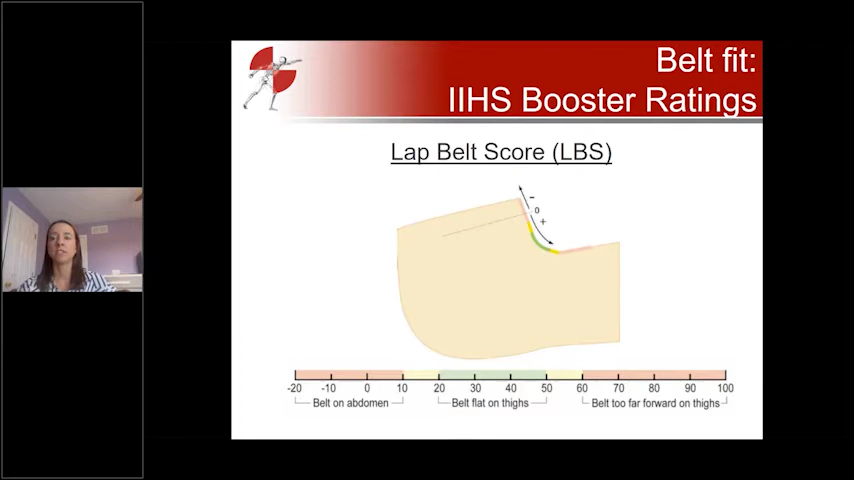 Belt fit:
IIHS Booster Ratings
Lap Belt Score (LBS)
-
0
+
-20 -10 0 10 20 30 40 50 60 70 80 90 100
Belt on abdomen Belt flat on thighs Belt too far forward on thighs